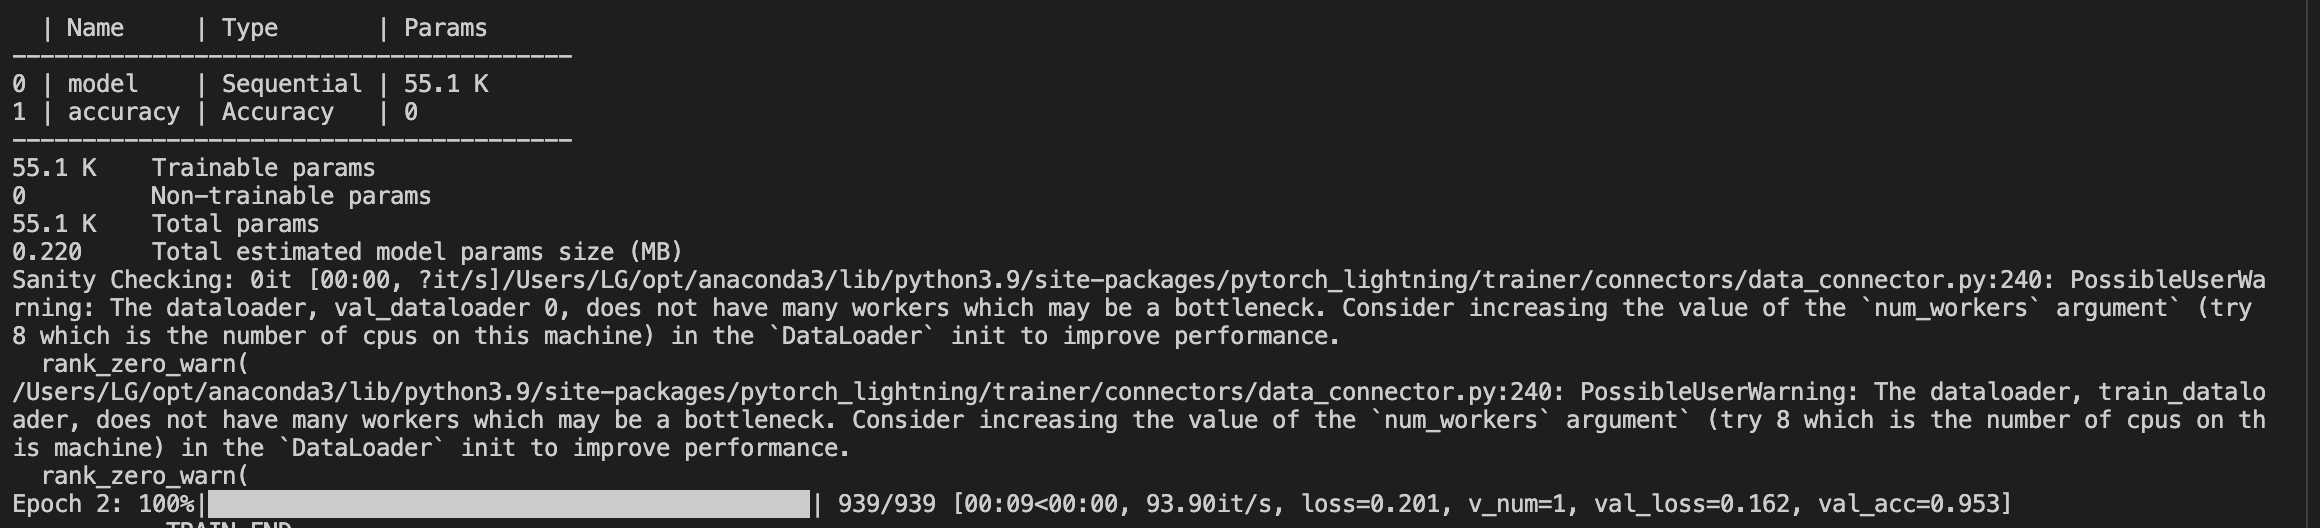 | Name     | Type       | Params
----------------------------------------
0 | model    | Sequential | 55.1 K
1 | accuracy | Accuracy   | 0
----------------------------------------
55.1 K    Trainable params
0         Non-trainable params
55.1 K    Total params
0.220     Total estimated model params size (MB)
Sanity Checking: 0it [00:00, ?it/s]/Users/LG/opt/anaconda3/lib/python3.9/site-packages/pytorch_lightning/trainer/connectors/data_connector.py:240: PossibleUserWa
rning: The dataloader, val_dataloader 0, does not have many workers which may be a bottleneck. Consider increasing the value of the `num_workers` argument` (try
8 which is the number of cpus on this machine) in the `DataLoader` init to improve performance.
  rank_zero_warn(
/Users/LG/opt/anaconda3/lib/python3.9/site-packages/pytorch_lightning/trainer/connectors/data_connector.py:240: PossibleUserWarning: The dataloader, train_datalo
ader, does not have many workers which may be a bottleneck. Consider increasing the value of the `num_workers` argument` (try 8 which is the number of cpus on th
is machine) in the `DataLoader` init to improve performance.
  rank_zero_warn(
Epoch 2: 100%|| 939/939 [00:09<00:00, 93.90it/s, loss=0.201, v_num=1, val_loss=0.162, val_acc=0.953]
TRAIN END